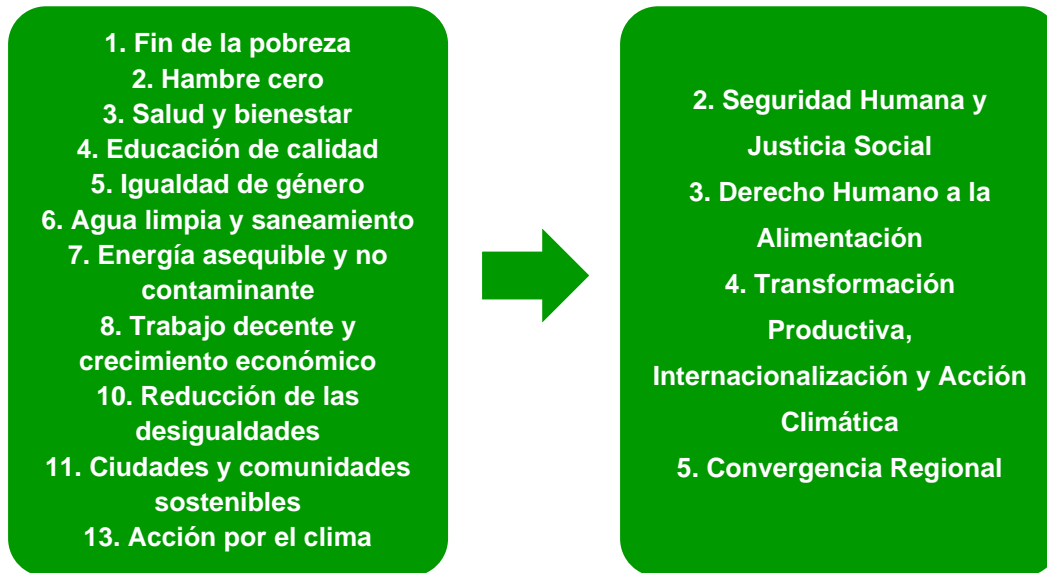 1. Fin de la pobreza
2. Hambre cero
3. Salud y bienestar
4. Educación de calidad
5. Igualdad de género
6. Agua limpia y saneamiento
7. Energía asequible y no
contaminante
8. Trabajo decente y
crecimiento económico
10. Reducción de las
desigualdades
11. Ciudades y comunidades
sostenibles
13. Acción por el clima
2. Seguridad Humana y
Justicia Social
3. Derecho Humano a la
Alimentación
4. Transformación
Productiva,
Internacionalización y Acción
Climática
5. Convergencia Regional